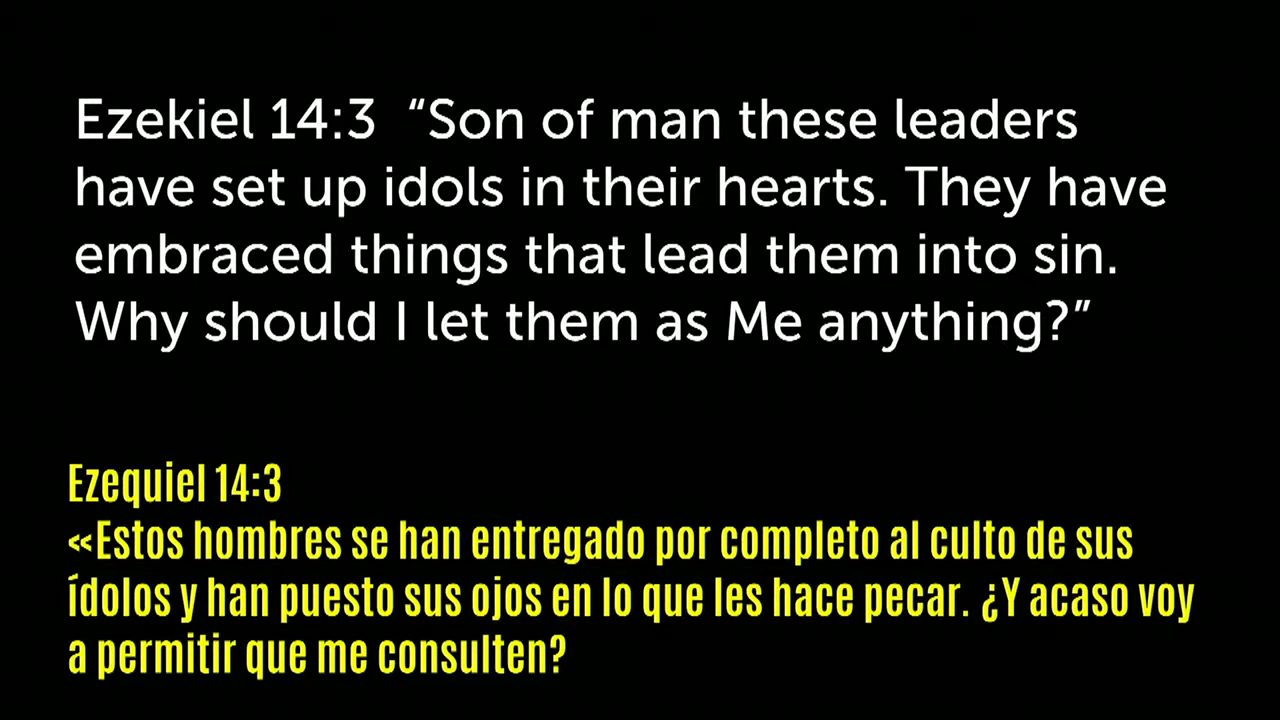 Ezekiel 14:3 “Son of man these leaders
have set up idols in their hearts. They have
embraced things that lead them into sin.
Why should I let them as Me anything?”
Ezequiel 14:3
«Estos hombres se han entregado por completo al culto de sus
ídolos y han puesto sus ojos en lo que les hace pecar. ¿Y acaso voy
a permitir que me consulten?